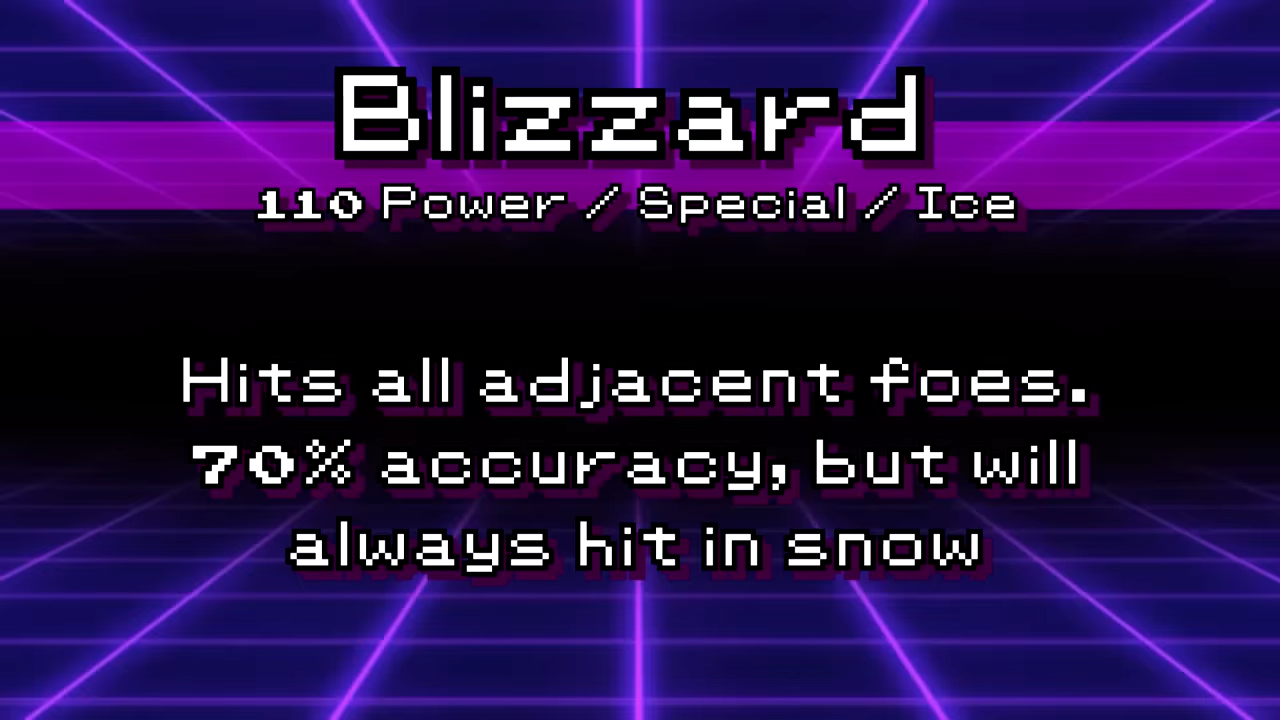 Blizzard
110 Power / Special / Ice
Hits all adjacent foes.
70% accuracy, but will
always hit in snow